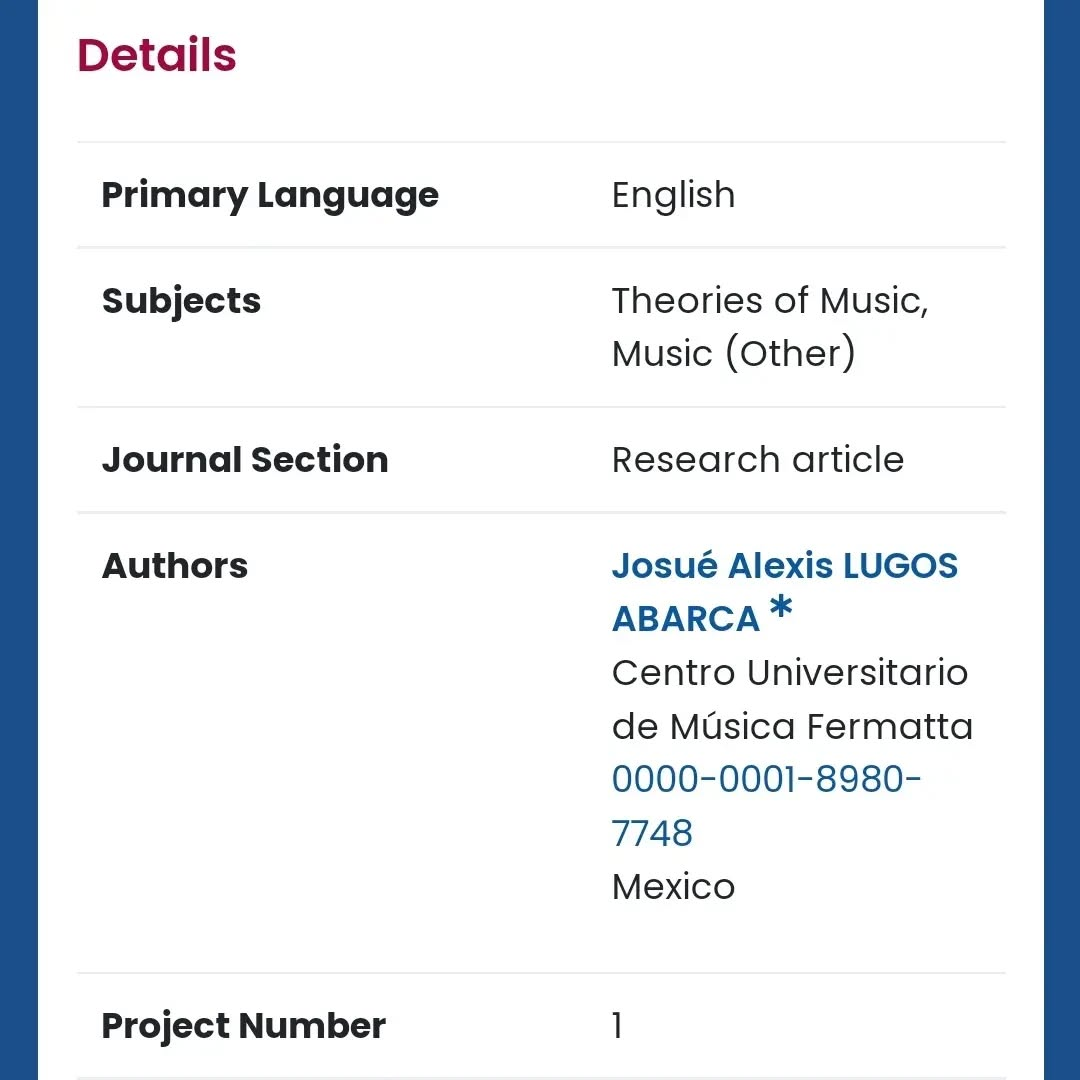 Details
Primary Language English
Subjects Theories of Music,
Music (Other)
Journal Section Research article
Authors Josué Alexis LUGOS
ABARCA *
Centro Universitario
de Música Fermatta
0000-0001-8980-
7748
Mexico
Project Number 1